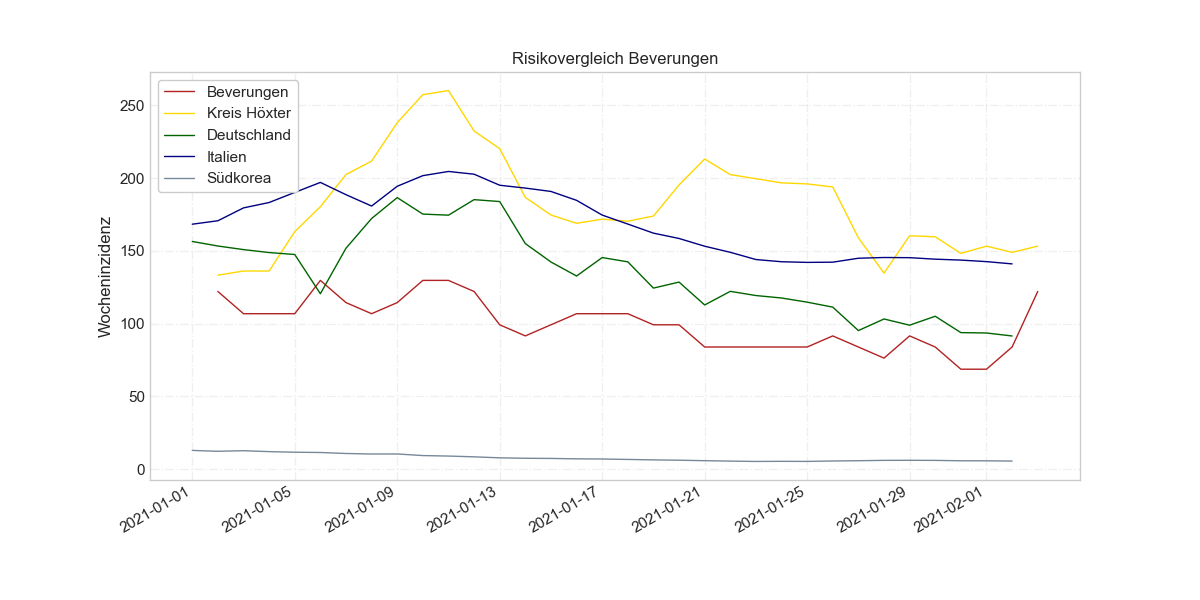 Risikovergleich Beverungen
Beverungen
Kreis Höxter
Deutschland
Italien
Südkorea
Wocheninzidenz
250
200
150
100
50
0
2021-01-01
2021-01-05
2021-01-09
2021-01-13
2021-01-17
2021-01-21
2021-01-25
2021-01-29
2021-02-01